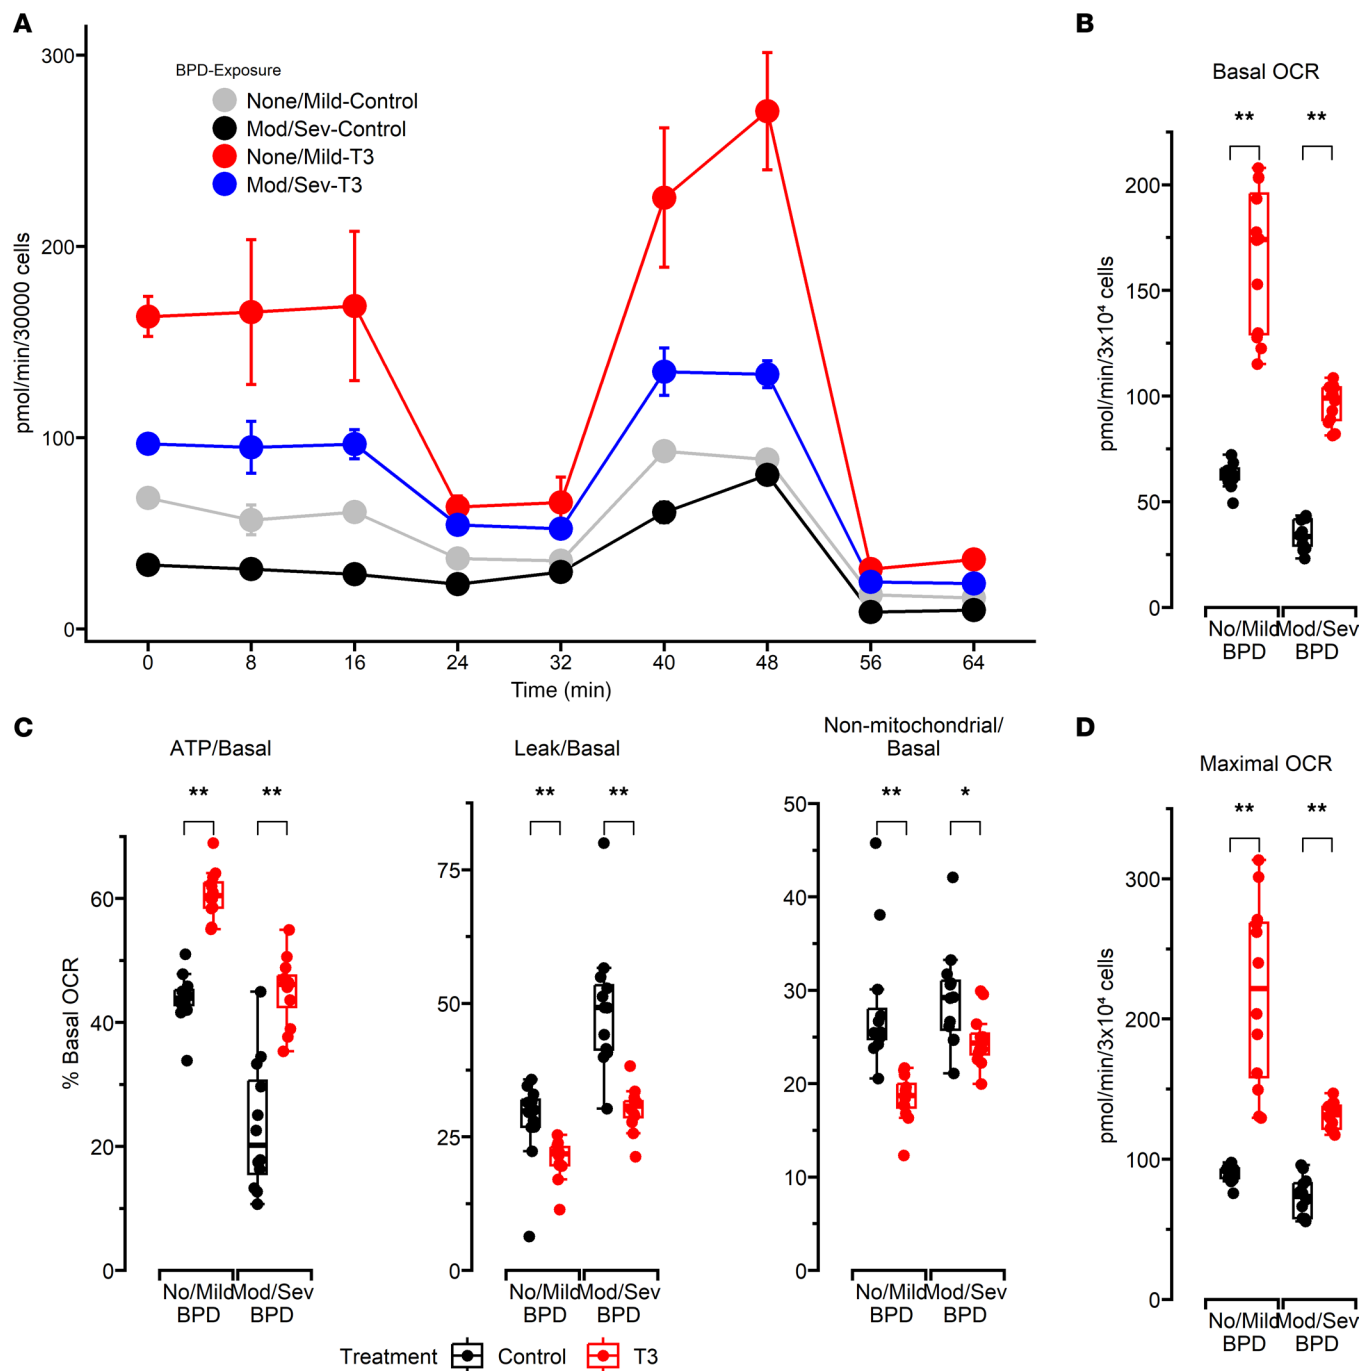 A
300
200
100
0
pmol/min/30000 cells
BPD-Exposure
None/Mild-Control
Mod/Sev-Control
None/Mild-T3
Mod/Sev-T3
0 8 16 24 32 40 48 56 64
Time (min)
B
Basal OCR
** **
200
150
100
50
0
pmol/min/3x10⁴ cells
No/Mild Mod/Sev
BPD BPD
C
ATP/Basal
** **
60
40
20
0
% Basal OCR
No/Mild Mod/Sev
BPD BPD
Leak/Basal
** **
75
50
25
0
No/Mild Mod/Sev
BPD BPD
Non-mitochondrial/
Basal
** *
50
40
30
20
10
0
No/Mild Mod/Sev
BPD BPD
Treatment Control T3
D
Maximal OCR
** **
300
200
100
0
pmol/min/3x10⁴ cells
No/Mild Mod/Sev
BPD BPD